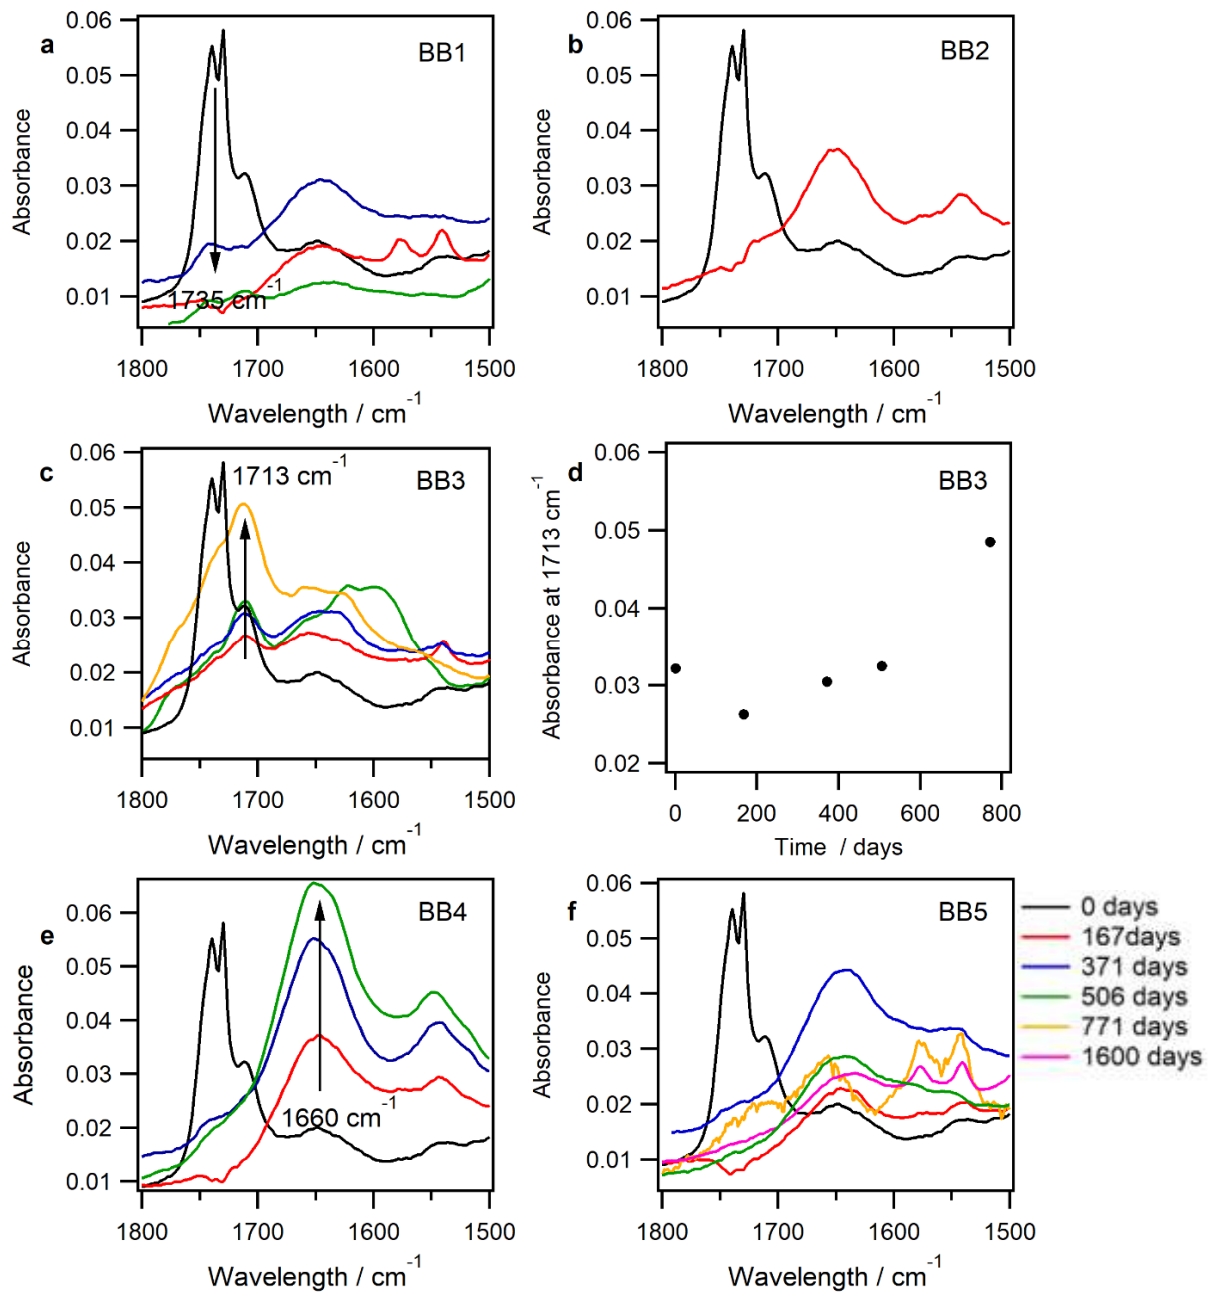 a
BB1
0.06
0.05
0.04
0.03
0.02
0.01
Absorbance
1735 cm-1
1800
1700
1600
1500
Wavelength / cm-1
b
BB2
0.06
0.05
0.04
0.03
0.02
0.01
Absorbance
1800
1700
1600
1500
Wavelength / cm-1
c
1713 cm-1
BB3
0.06
0.05
0.04
0.03
0.02
0.01
Absorbance
1800
1700
1600
1500
Wavelength / cm-1
d
BB3
0.06
0.05
0.04
0.03
0.02
Absorbance at 1713 cm-1
0
200
400
600
800
Time / days
e
BB4
0.06
0.05
0.04
0.03
0.02
0.01
Absorbance
1660 cm-1
1800
1700
1600
1500
Wavelength / cm-1
f
BB5
0.06
0.05
0.04
0.03
0.02
0.01
Absorbance
1800
1700
1600
1500
Wavelength / cm-1
0 days
167days
371 days
506 days
771 days
1600 days